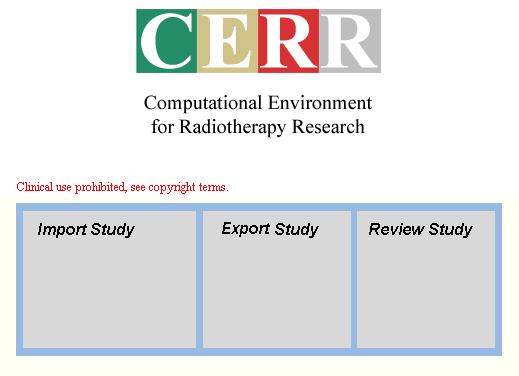 CERR
Computational Environment
for Radiotherapy Research
Clinical use prohibited, see copyright terms.
Import Study
Export Study
Review Study